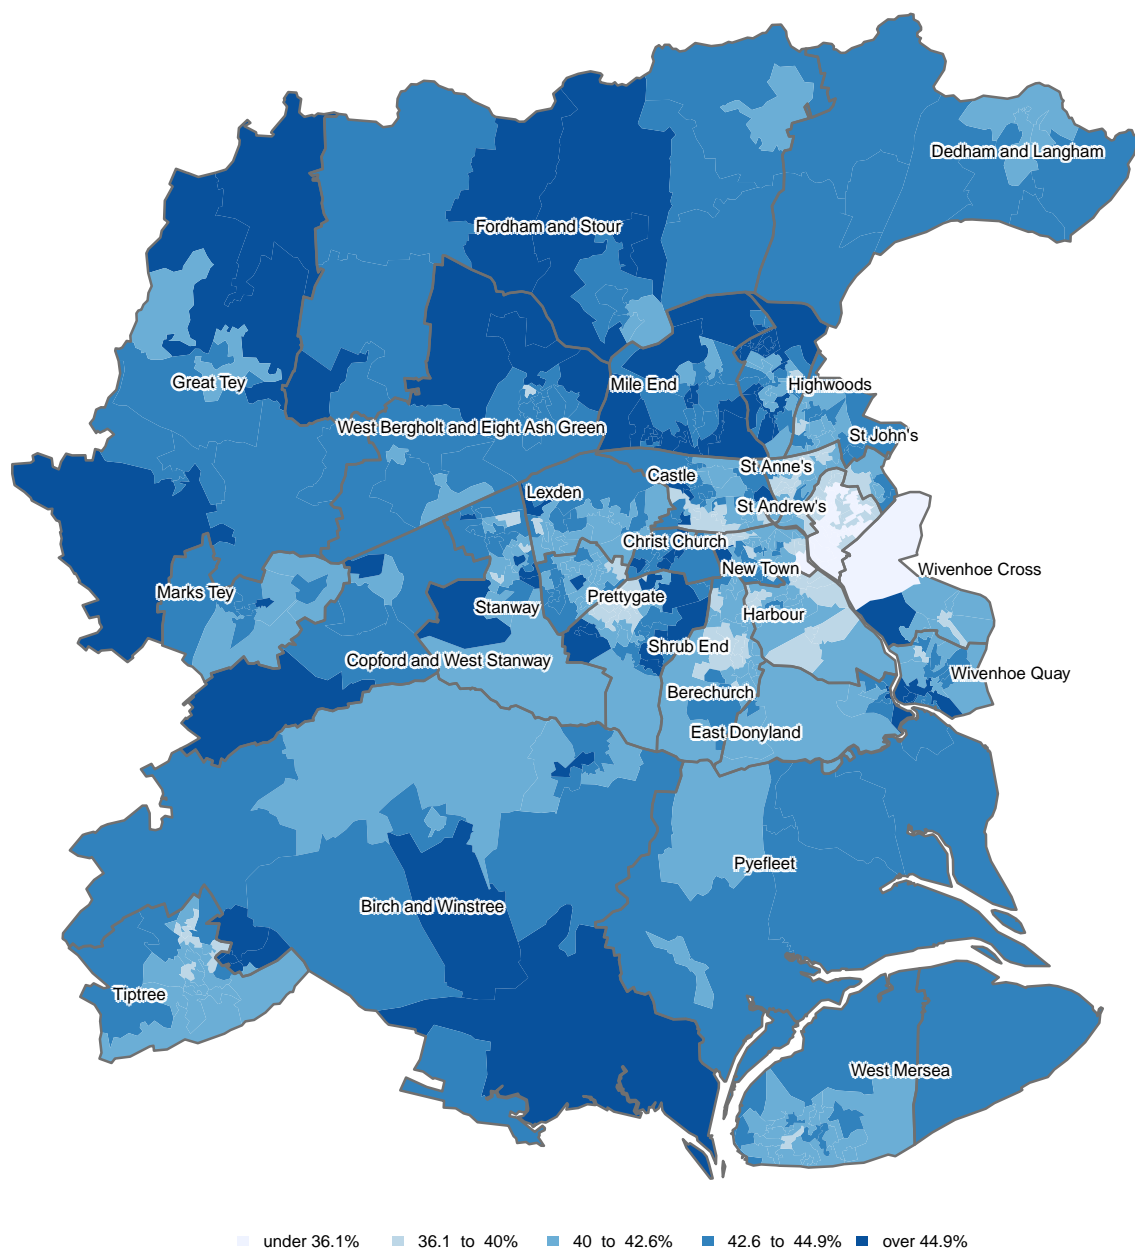 Dedham and Langham
Fordham and Stour
Great Tey
Mile End
Highwoods
West Bergholt and Eight Ash Green
St John's
St Anne's
Castle
Lexden
St Andrew's
Christ Church
New Town
Wivenhoe Cross
Marks Tey
Prettygate
Stanway
Harbour
Shrub End
Copford and West Stanway
Wivenhoe Quay
Berechurch
East Donyland
Pyefleet
Birch and Winstree
Tiptree
West Mersea
under 36.1% 36.1 to 40% 40 to 42.6% 42.6 to 44.9% over 44.9%